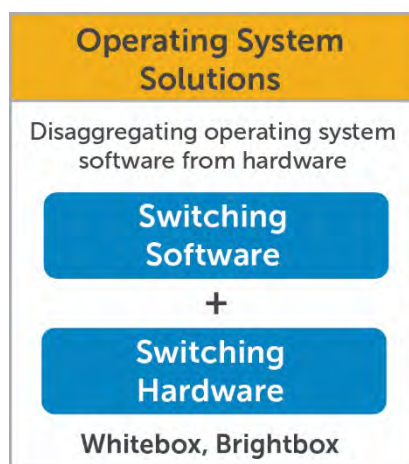 Operating System
Solutions
Disaggregating operating system
software from hardware
Switching
Software
+
Switching
Hardware
Whitebox, Brightbox